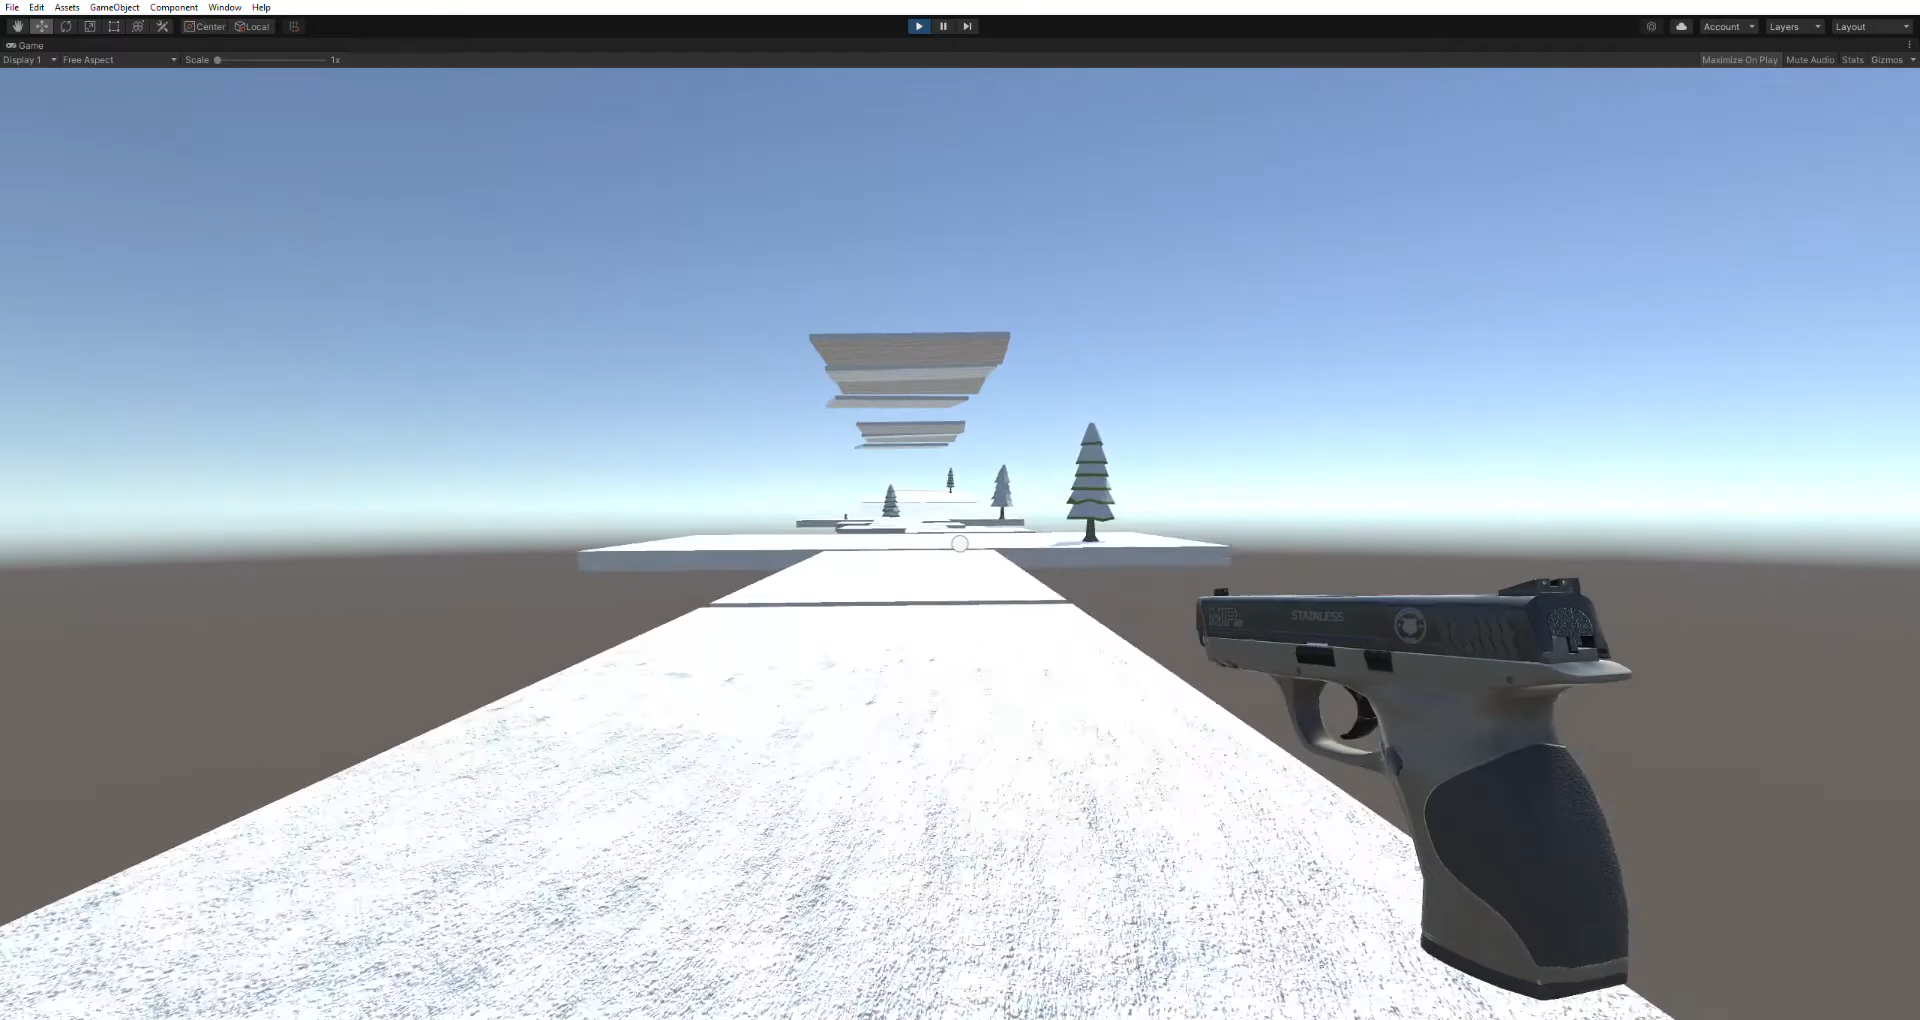 File Edit Assets GameObject Component Window Help
Center Local Account Layers Layout
Game
Display 1 Free Aspect Scale 1x Maximize On Play Mute Audio Stats Gizmos
STAINLESS